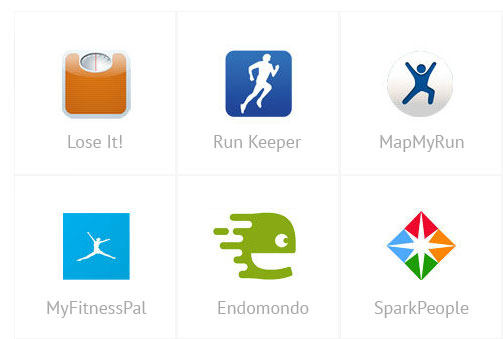 Lose It!
Run Keeper
MapMyRun
MyFitnessPal
Endomondo
SparkPeople